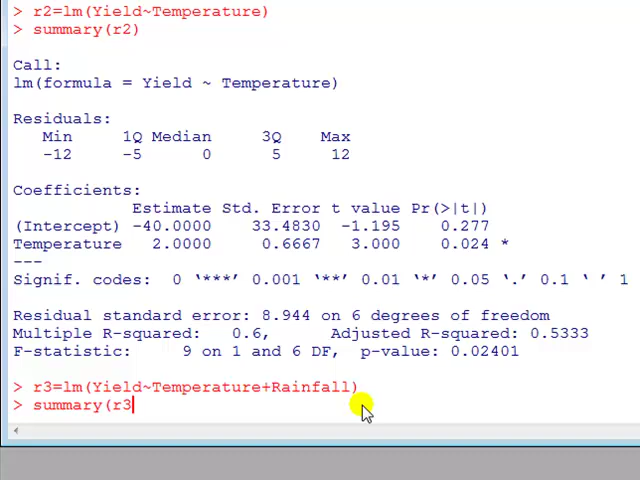 > r2=lm(Yield~Temperature)
> summary(r2)
Call:
lm(formula = Yield ~ Temperature)
Residuals:
   Min     1Q Median     3Q    Max
   -12     -5      0      5     12
Coefficients:
            Estimate Std. Error t value Pr(>|t|)
(Intercept) -40.0000    33.4830  -1.195    0.277
Temperature   2.0000     0.6667   3.000    0.024 *
---
Signif. codes:  0 ‘***’ 0.001 ‘**’ 0.01 ‘*’ 0.05 ‘.’ 0.1 ‘ ’ 1
Residual standard error: 8.944 on 6 degrees of freedom
Multiple R-squared:   0.6,     Adjusted R-squared: 0.5333
F-statistic:     9 on 1 and 6 DF,  p-value: 0.02401
> r3=lm(Yield~Temperature+Rainfall)
> summary(r3